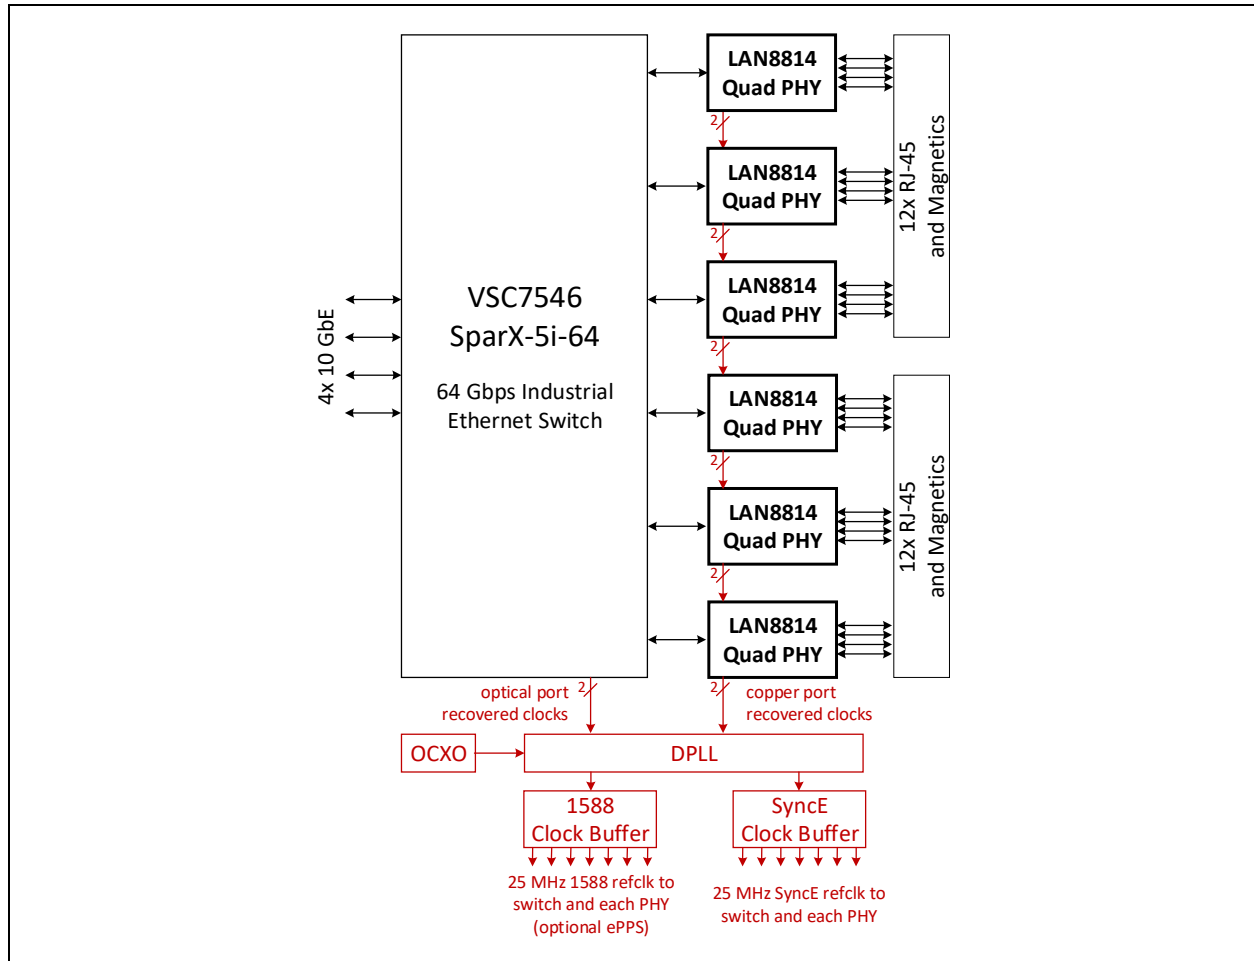 LAN8814
Quad PHY
2
LAN8814
Quad PHY
2
LAN8814
Quad PHY
2
12x RJ-45
and Magnetics
VSC7546
SparX-5i-64
64 Gbps Industrial
Ethernet Switch
4x 10 GbE
LAN8814
Quad PHY
2
LAN8814
Quad PHY
2
LAN8814
Quad PHY
12x RJ-45
and Magnetics
optical port
recovered clocks
2
2
copper port
recovered clocks
OCXO
DPLL
1588
Clock Buffer
SyncE
Clock Buffer
25 MHz 1588 refclk to
switch and each PHY
(optional ePPS)
25 MHz SyncE refclk to
switch and each PHY